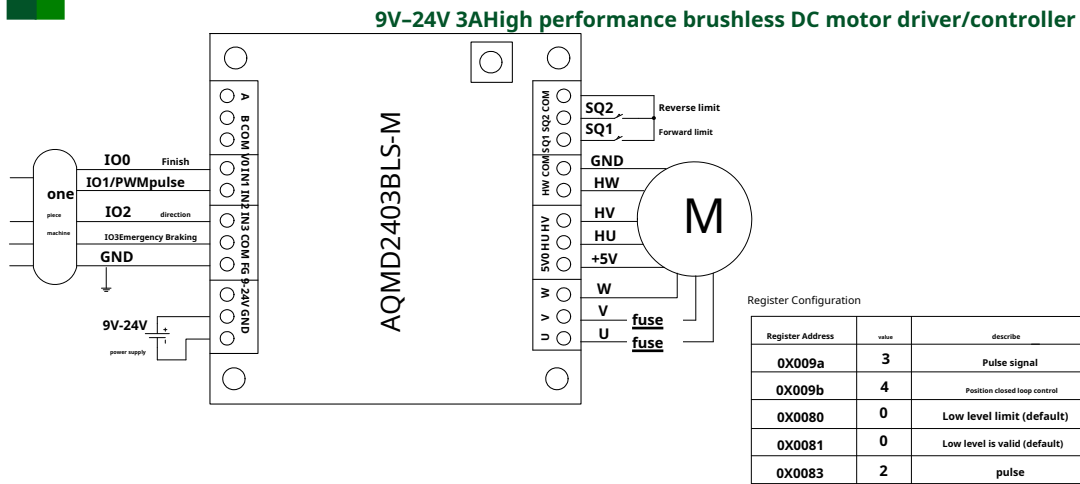 9V–24V 3AHigh performance brushless DC motor driver/controller
A
B COM V0 IN1 IN2 IN3 COM FG 9-24V GND
AQMD2403BLS-M
SQ1 SQ2 COM
HW COM
5V0 HU HV
W
V
U
SQ2
Reverse limit
SQ1
Forward limit
IO0 Finish
IO1/PWMpulse
IO2 direction
IO3Emergency Braking
GND
one
piece
machine
9V-24V
+
power supply
GND
HW
HV
HU
+5V
W
V fuse
U fuse
M
Register Configuration
Register Address value describe
0X009a 3 Pulse signal
0X009b 4 Position closed loop control
0X0080 0 Low level limit (default)
0X0081 0 Low level is valid (default)
0X0083 2 pulse